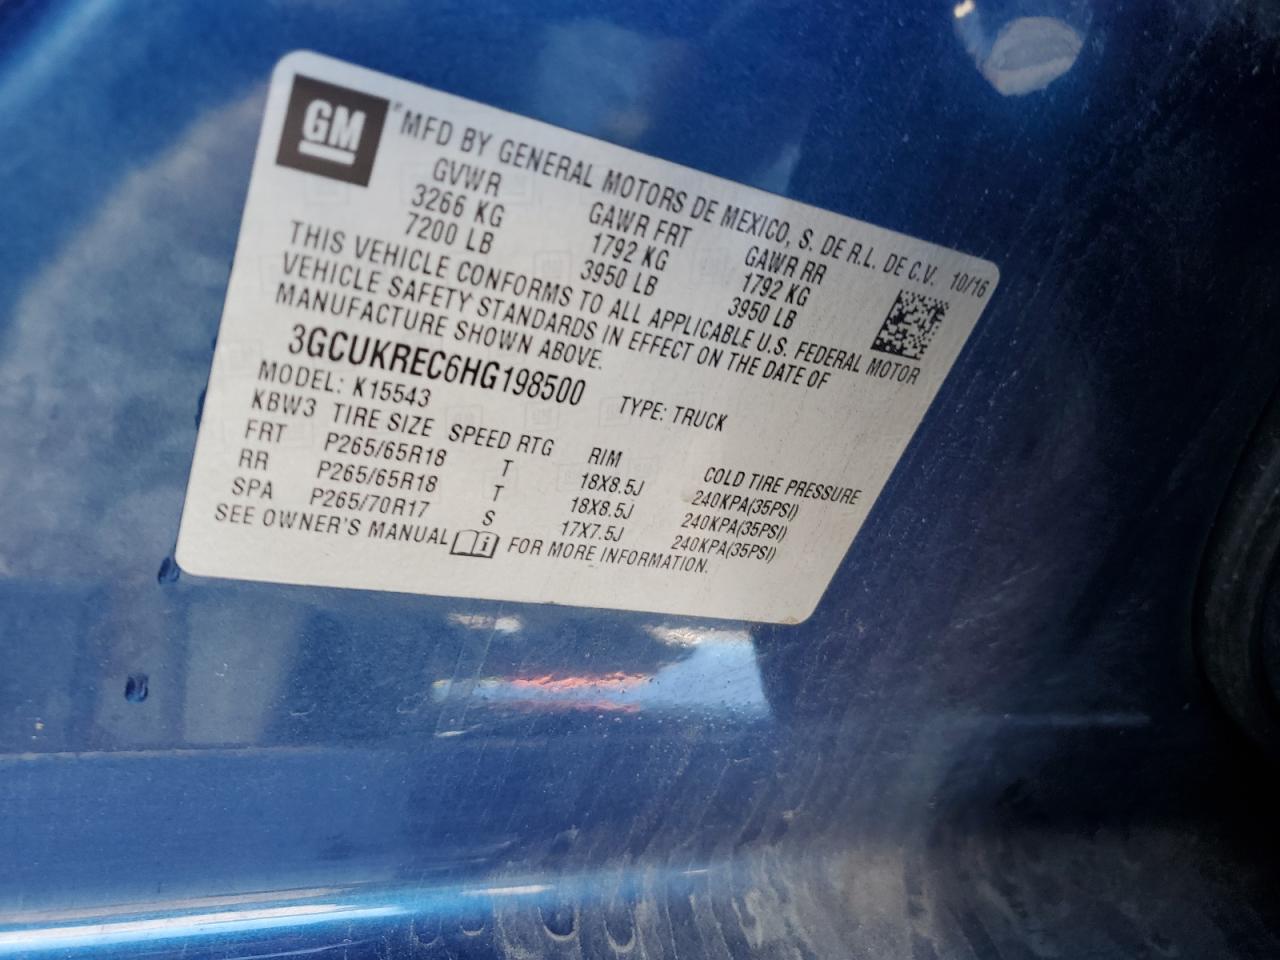 GM
MFD BY GENERAL MOTORS DE MEXICO, S. DE R.L. DE C.V. 10/16
GVWR GAWR FRT GAWR RR
3266 KG 1792 KG 1792 KG
7200 LB 3950 LB 3950 LB
THIS VEHICLE CONFORMS TO ALL APPLICABLE U.S. FEDERAL MOTOR
VEHICLE SAFETY STANDARDS IN EFFECT ON THE DATE OF
MANUFACTURE SHOWN ABOVE.
3GCUKREC6HG198500 TYPE: TRUCK
MODEL: K15543
KBW3 TIRE SIZE SPEED RTG RIM COLD TIRE PRESSURE
FRT P265/65R18 T 18X8.5J 240KPA(35PSI)
RR P265/65R18 T 18X8.5J 240KPA(35PSI)
SPA P265/70R17 S 17X7.5J 240KPA(35PSI)
SEE OWNER'S MANUAL FOR MORE INFORMATION.